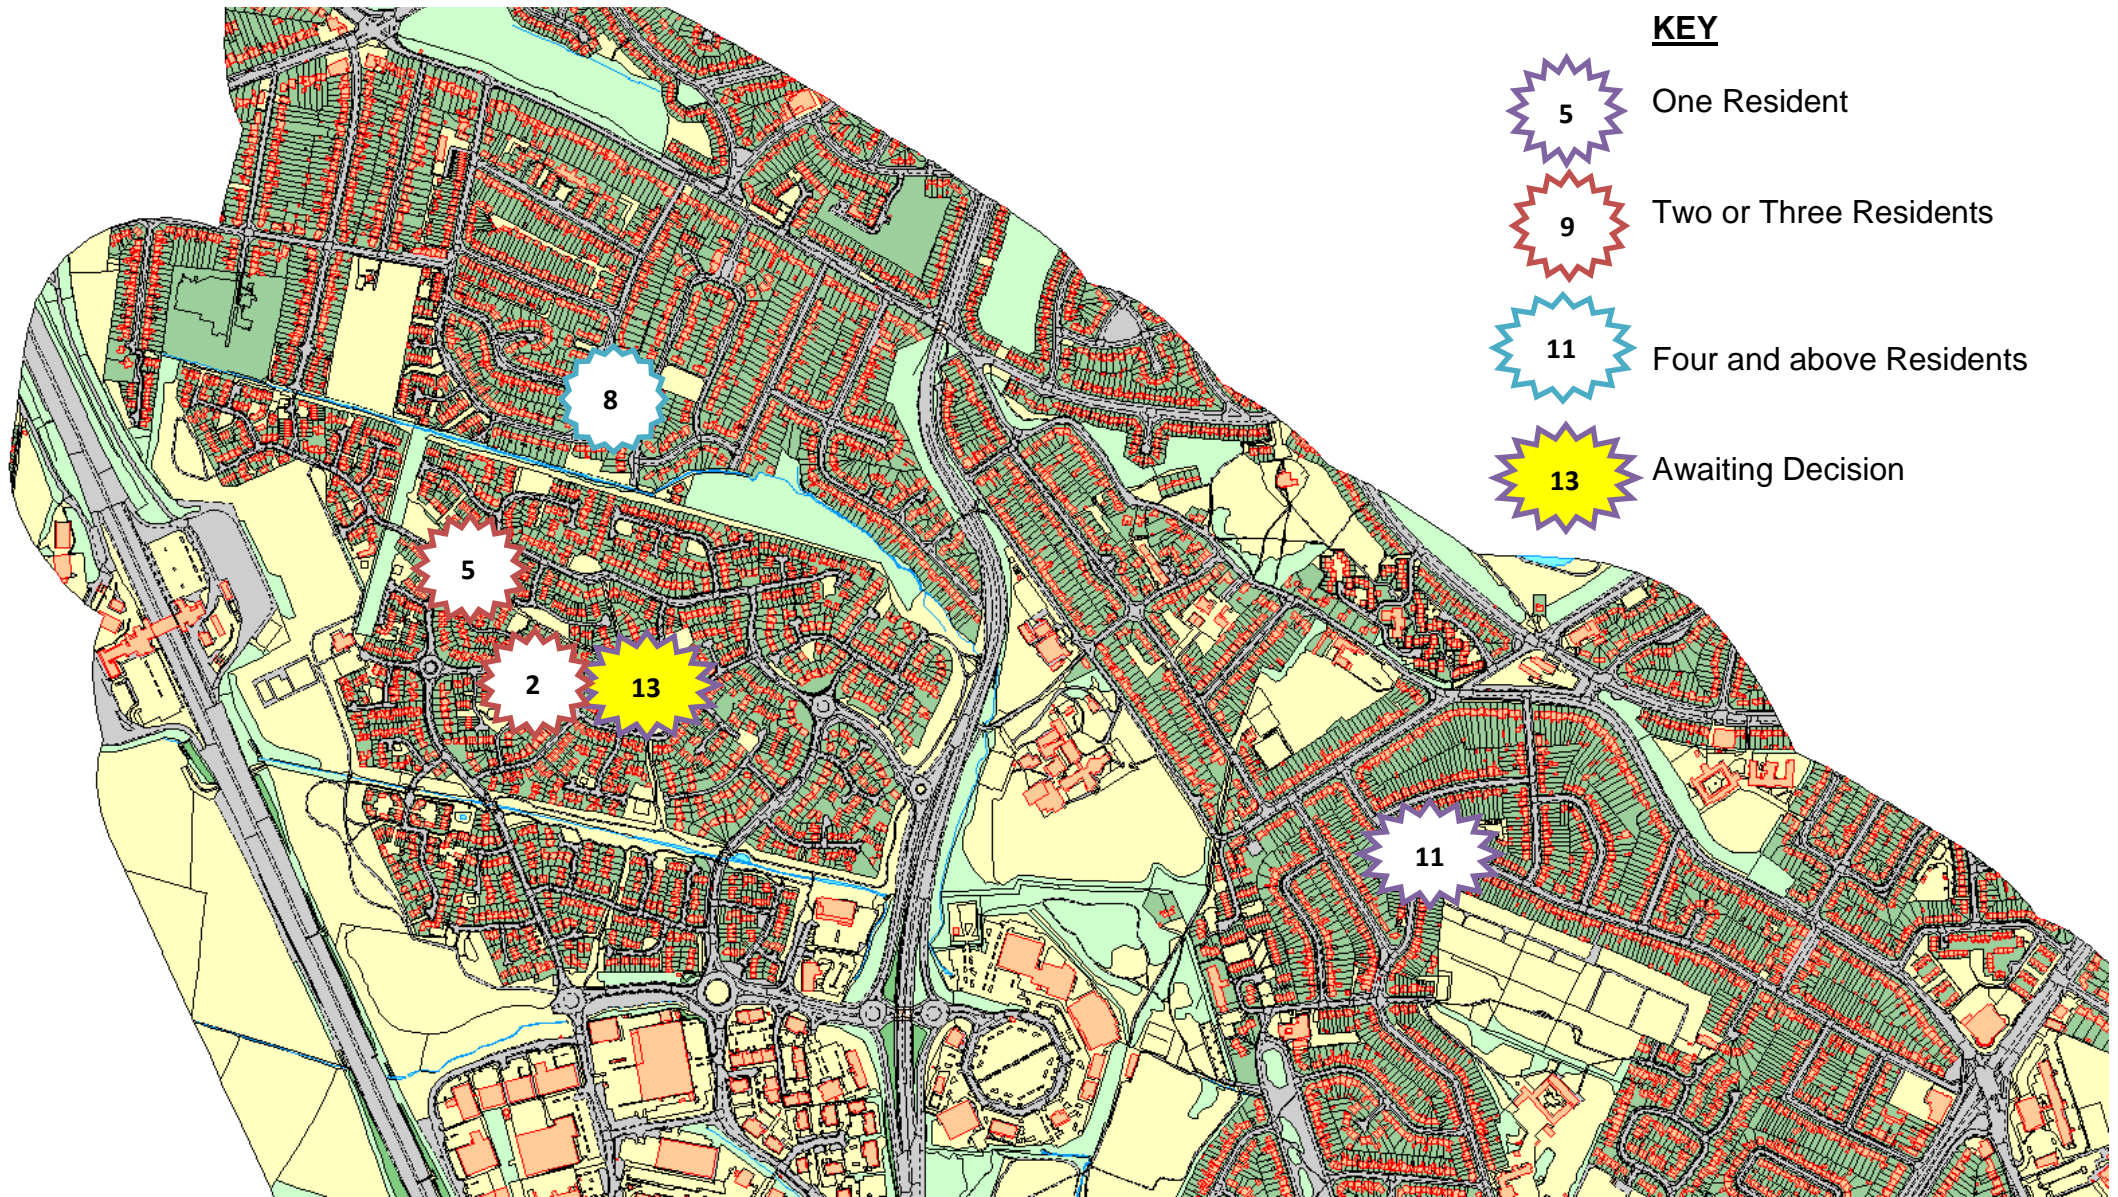 KEY
5 One Resident
9 Two or Three Residents
11 Four and above Residents
13 Awaiting Decision
8
5
2 13
11